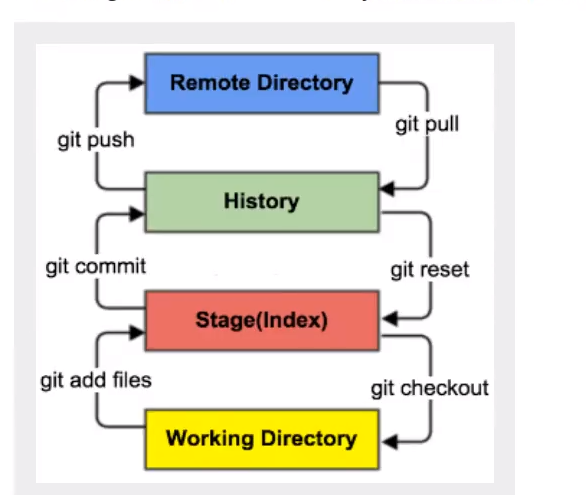 Remote Directory
git pull
git push
History
git commit
git reset
Stage(Index)
git add files
git checkout
Working Directory